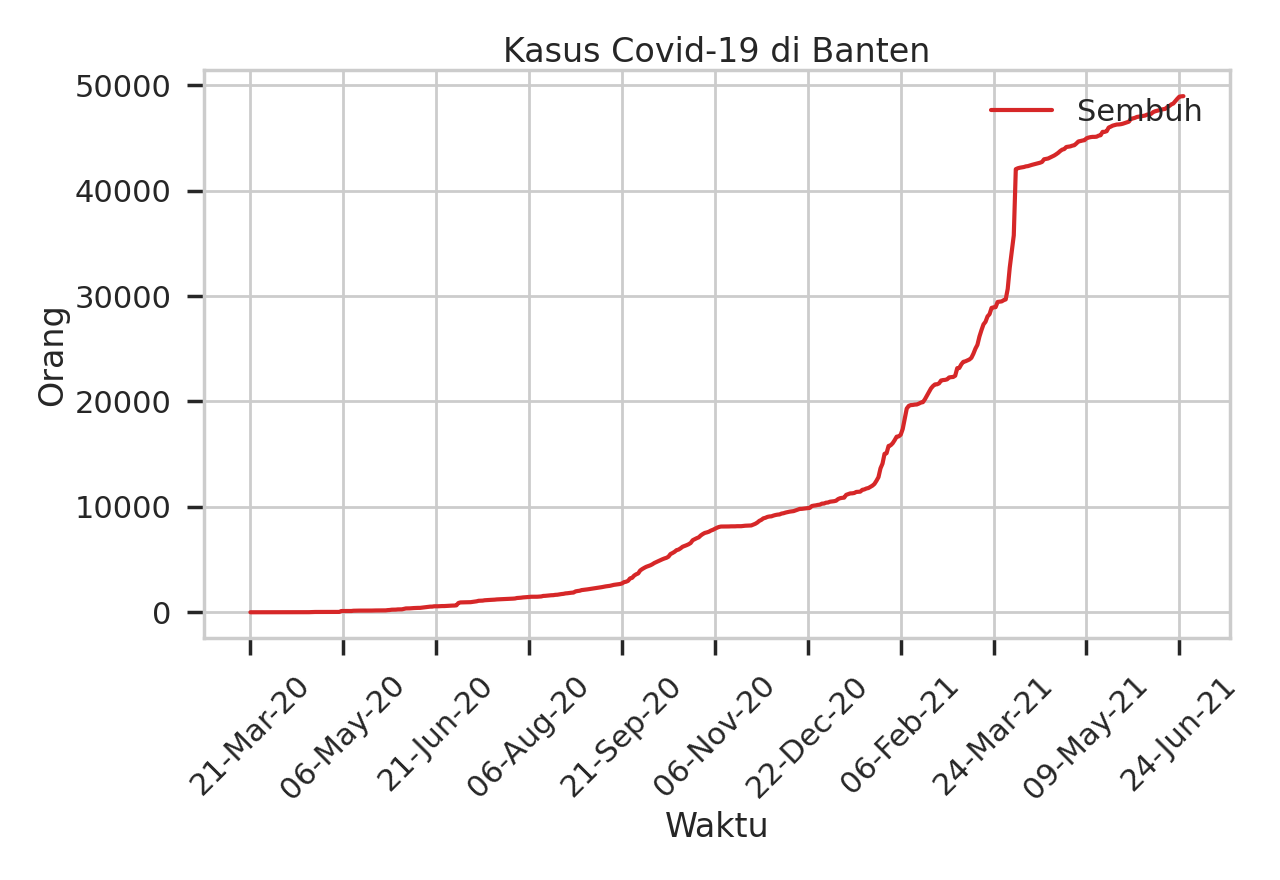 Kasus Covid-19 di Banten
Sembuh
Orang
50000
40000
30000
20000
10000
0
21-Mar-20
06-May-20
21-Jun-20
06-Aug-20
21-Sep-20
06-Nov-20
22-Dec-20
06-Feb-21
24-Mar-21
09-May-21
24-Jun-21
Waktu